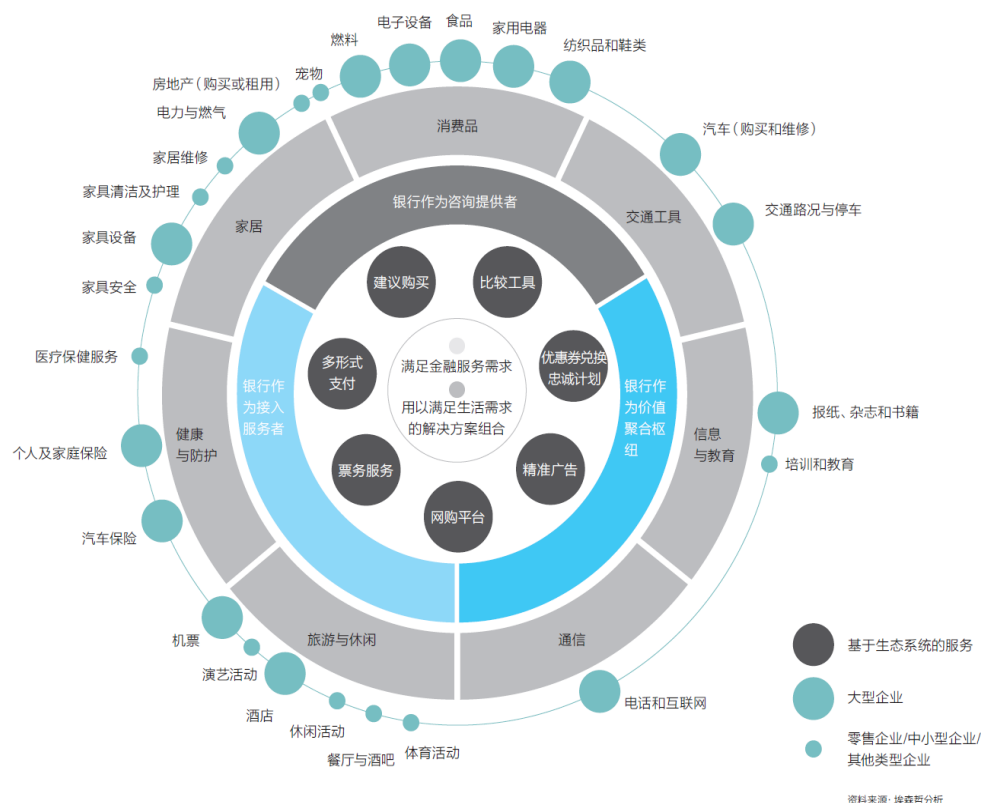 电子设备
食品
家用电器
燃料
纺织品和鞋类
宠物
房地产（购买或租用）
电力与燃气
家居维修
家具清洁及护理
家具设备
家具安全
医疗保健服务
个人及家庭保险
汽车保险
机票
演艺活动
酒店
休闲活动
餐厅与酒吧
体育活动
电话和互联网
培训和教育
报纸、杂志和书籍
交通路况与停车
汽车（购买和维修）
消费品
交通工具
信息
与教育
通信
旅游与休闲
健康
与防护
家居
银行作为咨询提供者
银行作
为价值
聚合枢
纽
银行作
为接入
服务者
建议购买
比较工具
优惠券兑换
忠诚计划
精准广告
网购平台
票务服务
多形式
支付
满足金融服务需求
用以满足生活需求
的解决方案组合
基于生态系统的服务
大型企业
零售企业/中小型企业/
其他类型企业
资料来源：埃森哲分析